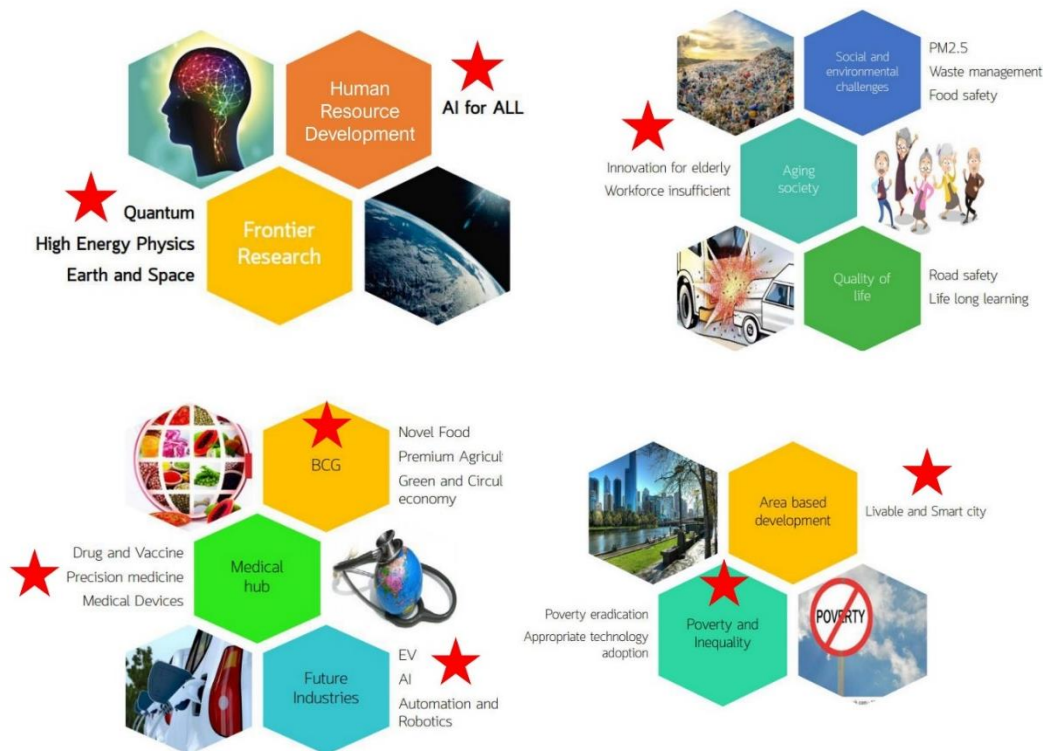 Human
Resource
Development
AI for ALL
Quantum
High Energy Physics
Earth and Space
Frontier
Research
Social and
environmental
challenges
PM2.5
Waste management
Food safety
Innovation for elderly
Workforce insufficient
Aging
society
Quality of
life
Road safety
Life long learning
BCG
Novel Food
Premium Agricul
Green and Circul
economy
Drug and Vaccine
Precision medicine
Medical Devices
Medical
hub
Future
Industries
EV
AI
Automation and
Robotics
Area based
development
Livable and Smart city
Poverty eradication
Appropriate technology
adoption
Poverty and
Inequality
POVERTY